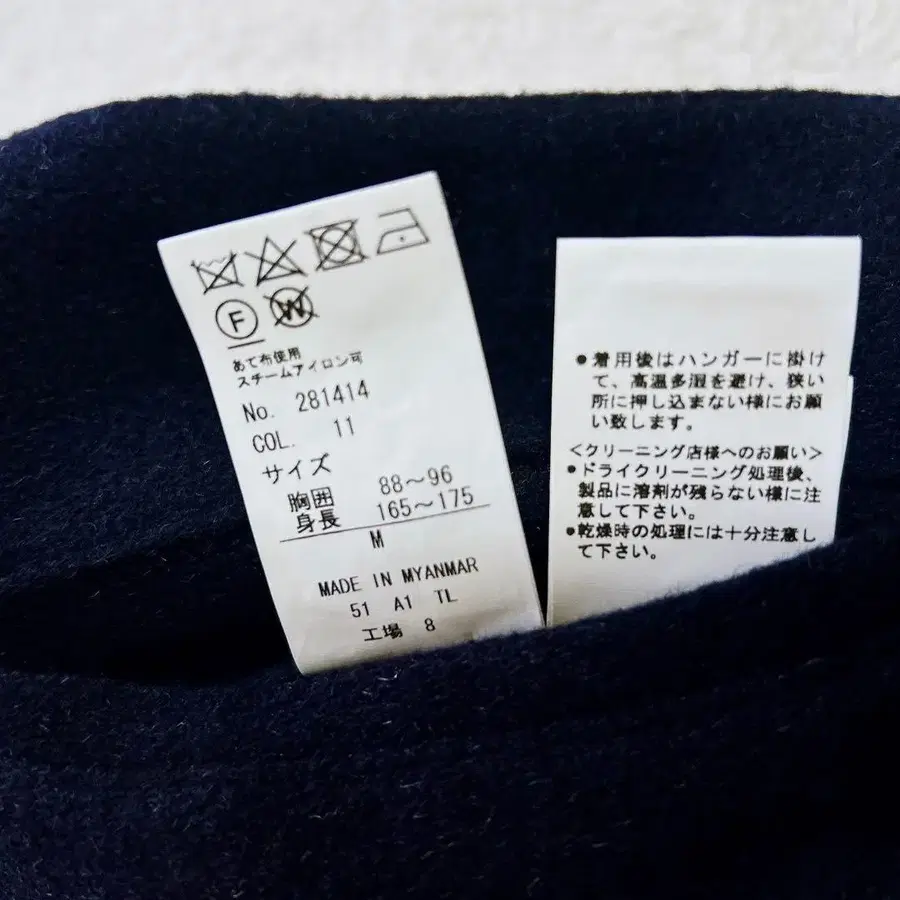 F
W
あて布使用
スチームアイロン可
No. 281414
COL. 11
サイズ
胸囲 88～96
身長 165～175
M
MADE IN MYANMAR
51 A1 TL
工場 8
●着用後はハンガーに掛け
て、高温多湿を避け、狭い
所に押し込まない様にお願
い致します。
<クリーニング店様へのお願い>
●ドライクリーニング処理後、
製品に溶剤が残らない様に注
意して下さい。
●乾燥時の処理には十分注意し
て下さい。